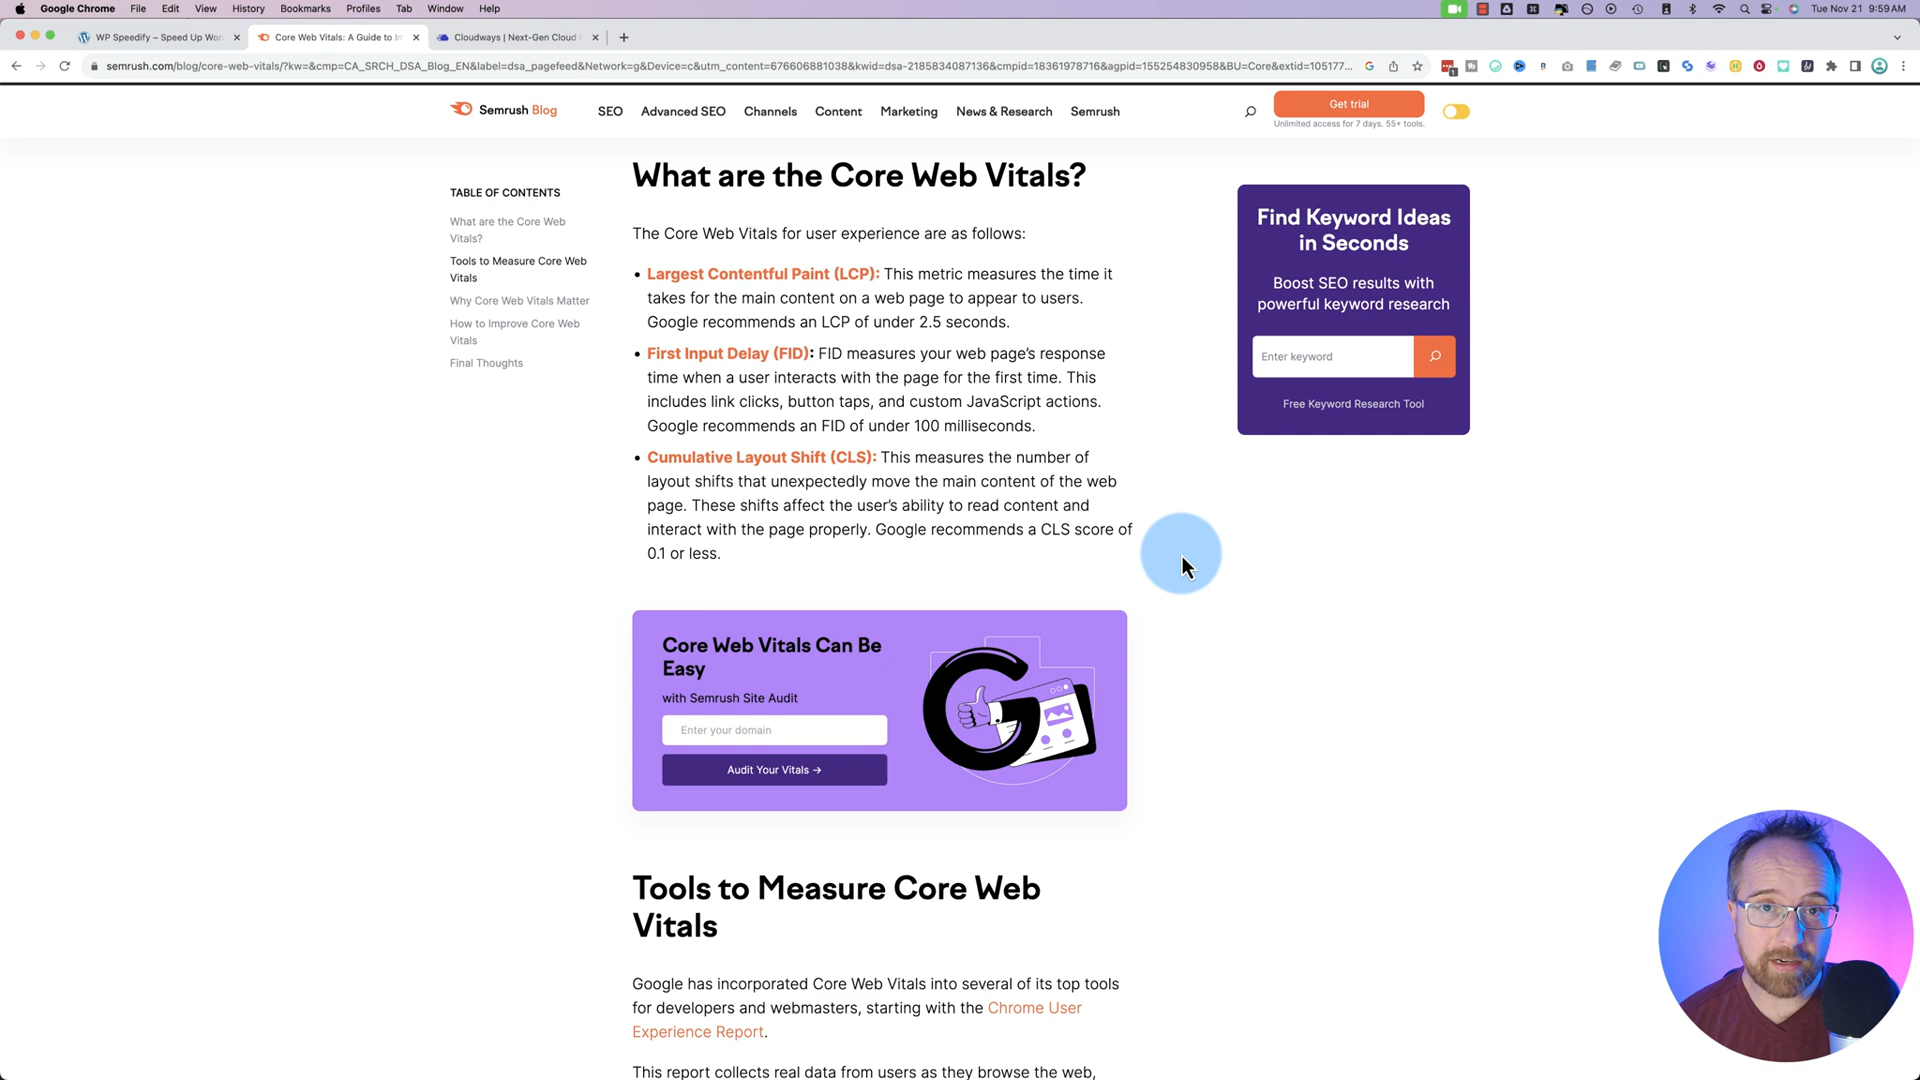 Google Chrome File Edit View History Bookmarks Profiles Tab Window Help
Tue Nov 21 9:59 AM
WP Speedify – Speed Up Wor
Core Web Vitals: A Guide to Im
Cloudways | Next-Gen Cloud
semrush.com/blog/core-web-vitals/?kw=&cmp=CA_SRCH_DSA_Blog_EN&label=dsa_pagefeed&Network=g&Device=c&utm_content=676606881038&kwid=dsa-2185834087136&cmpid=18361978716&agpid=155254830958&BU=Core&extid=105177...
Semrush Blog
SEO Advanced SEO Channels Content Marketing News & Research Semrush
Get trial
Unlimited access for 7 days. 55+ tools.
TABLE OF CONTENTS
What are the Core Web
Vitals?
Tools to Measure Core Web
Vitals
Why Core Web Vitals Matter
How to Improve Core Web
Vitals
Final Thoughts
What are the Core Web Vitals?
The Core Web Vitals for user experience are as follows:
• Largest Contentful Paint (LCP): This metric measures the time it
takes for the main content on a web page to appear to users.
Google recommends an LCP of under 2.5 seconds.
• First Input Delay (FID): FID measures your web page's response
time when a user interacts with the page for the first time. This
includes link clicks, button taps, and custom JavaScript actions.
Google recommends an FID of under 100 milliseconds.
• Cumulative Layout Shift (CLS): This measures the number of
layout shifts that unexpectedly move the main content of the web
page. These shifts affect the user's ability to read content and
interact with the page properly. Google recommends a CLS score of
0.1 or less.
Core Web Vitals Can Be
Easy
with Semrush Site Audit
Enter your domain
Audit Your Vitals →
Tools to Measure Core Web
Vitals
Google has incorporated Core Web Vitals into several of its top tools
for developers and webmasters, starting with the Chrome User
Experience Report.
This report collects real data from users as they browse the web,
Find Keyword Ideas
in Seconds
Boost SEO results with
powerful keyword research
Enter keyword
Free Keyword Research Tool